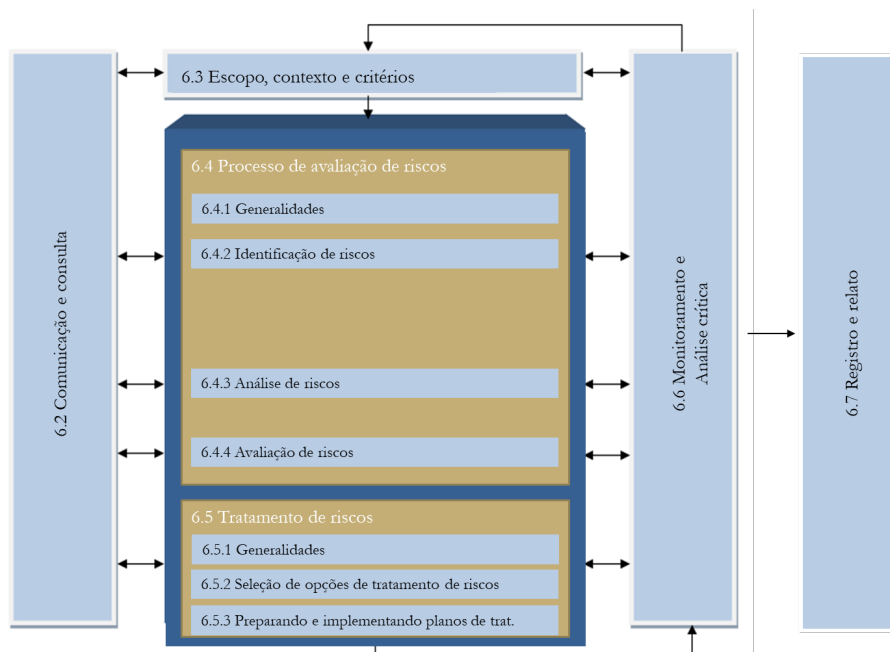 6.3 Escopo, contexto e critérios
6.2 Comunicação e consulta
6.4 Processo de avaliação de riscos
6.4.1 Generalidades
6.4.2 Identificação de riscos
6.4.3 Análise de riscos
6.4.4 Avaliação de riscos
6.5 Tratamento de riscos
6.5.1 Generalidades
6.5.2 Seleção de opções de tratamento de riscos
6.5.3 Preparando e implementando planos de trat.
6.6 Monitoramento e
Análise crítica
6.7 Registro e relato